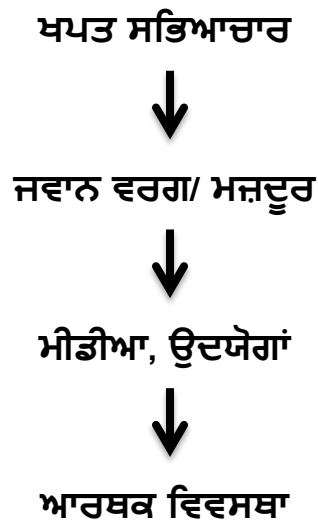 ਖਪਤ ਸਭਿਆਚਾਰ
ਜਵਾਨ ਵਰਗ/ ਮਜ਼ਦੂਰ
ਮੀਡੀਆ, ਉਦਯੋਗਾਂ
ਆਰਥਕ ਵਿਵਸਥਾ